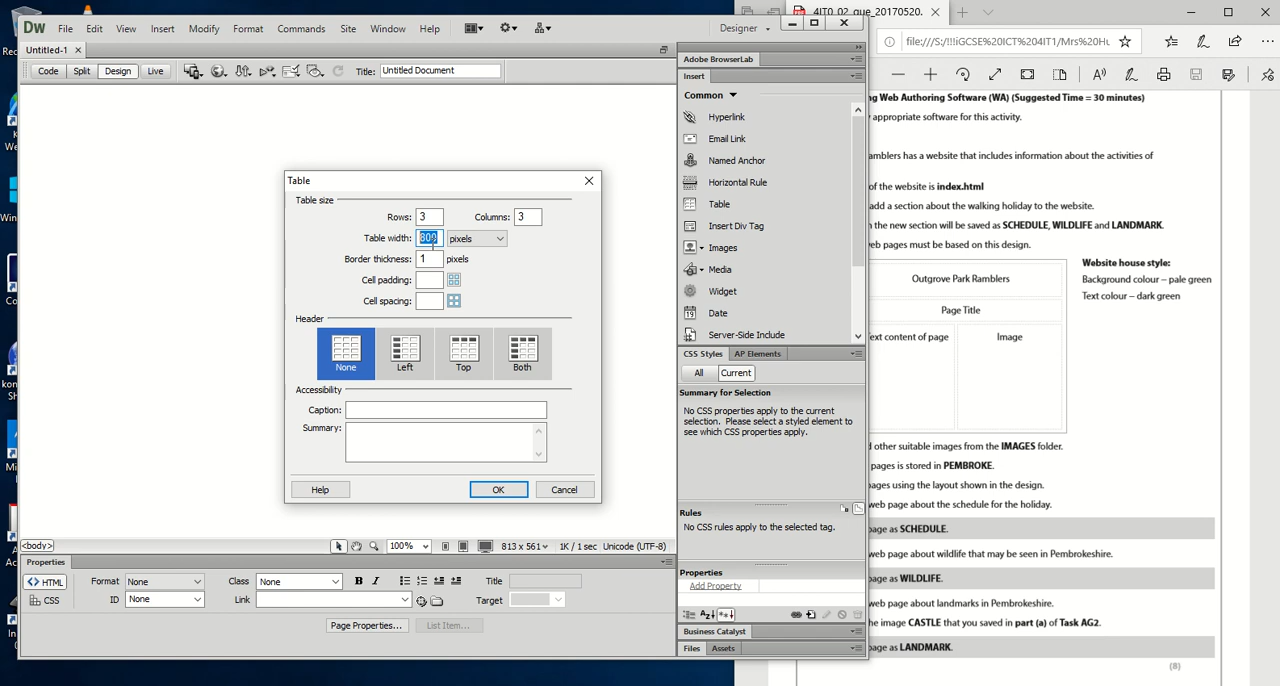 Dw File Edit View Insert Modify Format Commands Site Window Help Designer
Untitled-1 ×
Code Split Design Live Title: Untitled Document
Table
Table size
Rows: 3 Columns: 3
Table width: 800 pixels
Border thickness: 1 pixels
Cell padding:
Cell spacing:
Header
None Left Top Both
Accessibility
Caption:
Summary:
Help OK Cancel
<body> 100% 813 x 561 1K / 1 sec Unicode (UTF-8)
Properties
<> HTML Format None Class None B I Title
CSS ID None Link Target
Page Properties... List Item...
Adobe BrowserLab
Insert
Common
Hyperlink
Email Link
Named Anchor
Horizontal Rule
Table
Insert Div Tag
Images
Media
Widget
Date
Server-Side Include
CSS Styles AP Elements
All Current
Summary for Selection
No CSS properties apply to the current
selection. Please select a styled element to
see which CSS properties apply.
Rules
No CSS rules apply to the selected tag.
Properties
Add Property
Business Catalyst
Files Assets
4IT0_02_que_20170520.
file:///S:/!!!iGCSE%20ICT%204IT1/Mrs%20Hu
g Web Authoring Software (WA) (Suggested Time = 30 minutes)
appropriate software for this activity.
amblers has a website that includes information about the activities of
of the website is index.html
add a section about the walking holiday to the website.
n the new section will be saved as SCHEDULE, WILDLIFE and LANDMARK.
eb pages must be based on this design.
Outgrove Park Ramblers
Page Title
ext content of page
Image
Website house style:
Background colour – pale green
Text colour – dark green
d other suitable images from the IMAGES folder.
pages is stored in PEMBROKE.
ages using the layout shown in the design.
web page about the schedule for the holiday.
page as SCHEDULE.
web page about wildlife that may be seen in Pembrokeshire.
page as WILDLIFE.
web page about landmarks in Pembrokeshire.
he image CASTLE that you saved in part (a) of Task AG2.
page as LANDMARK.
(8)